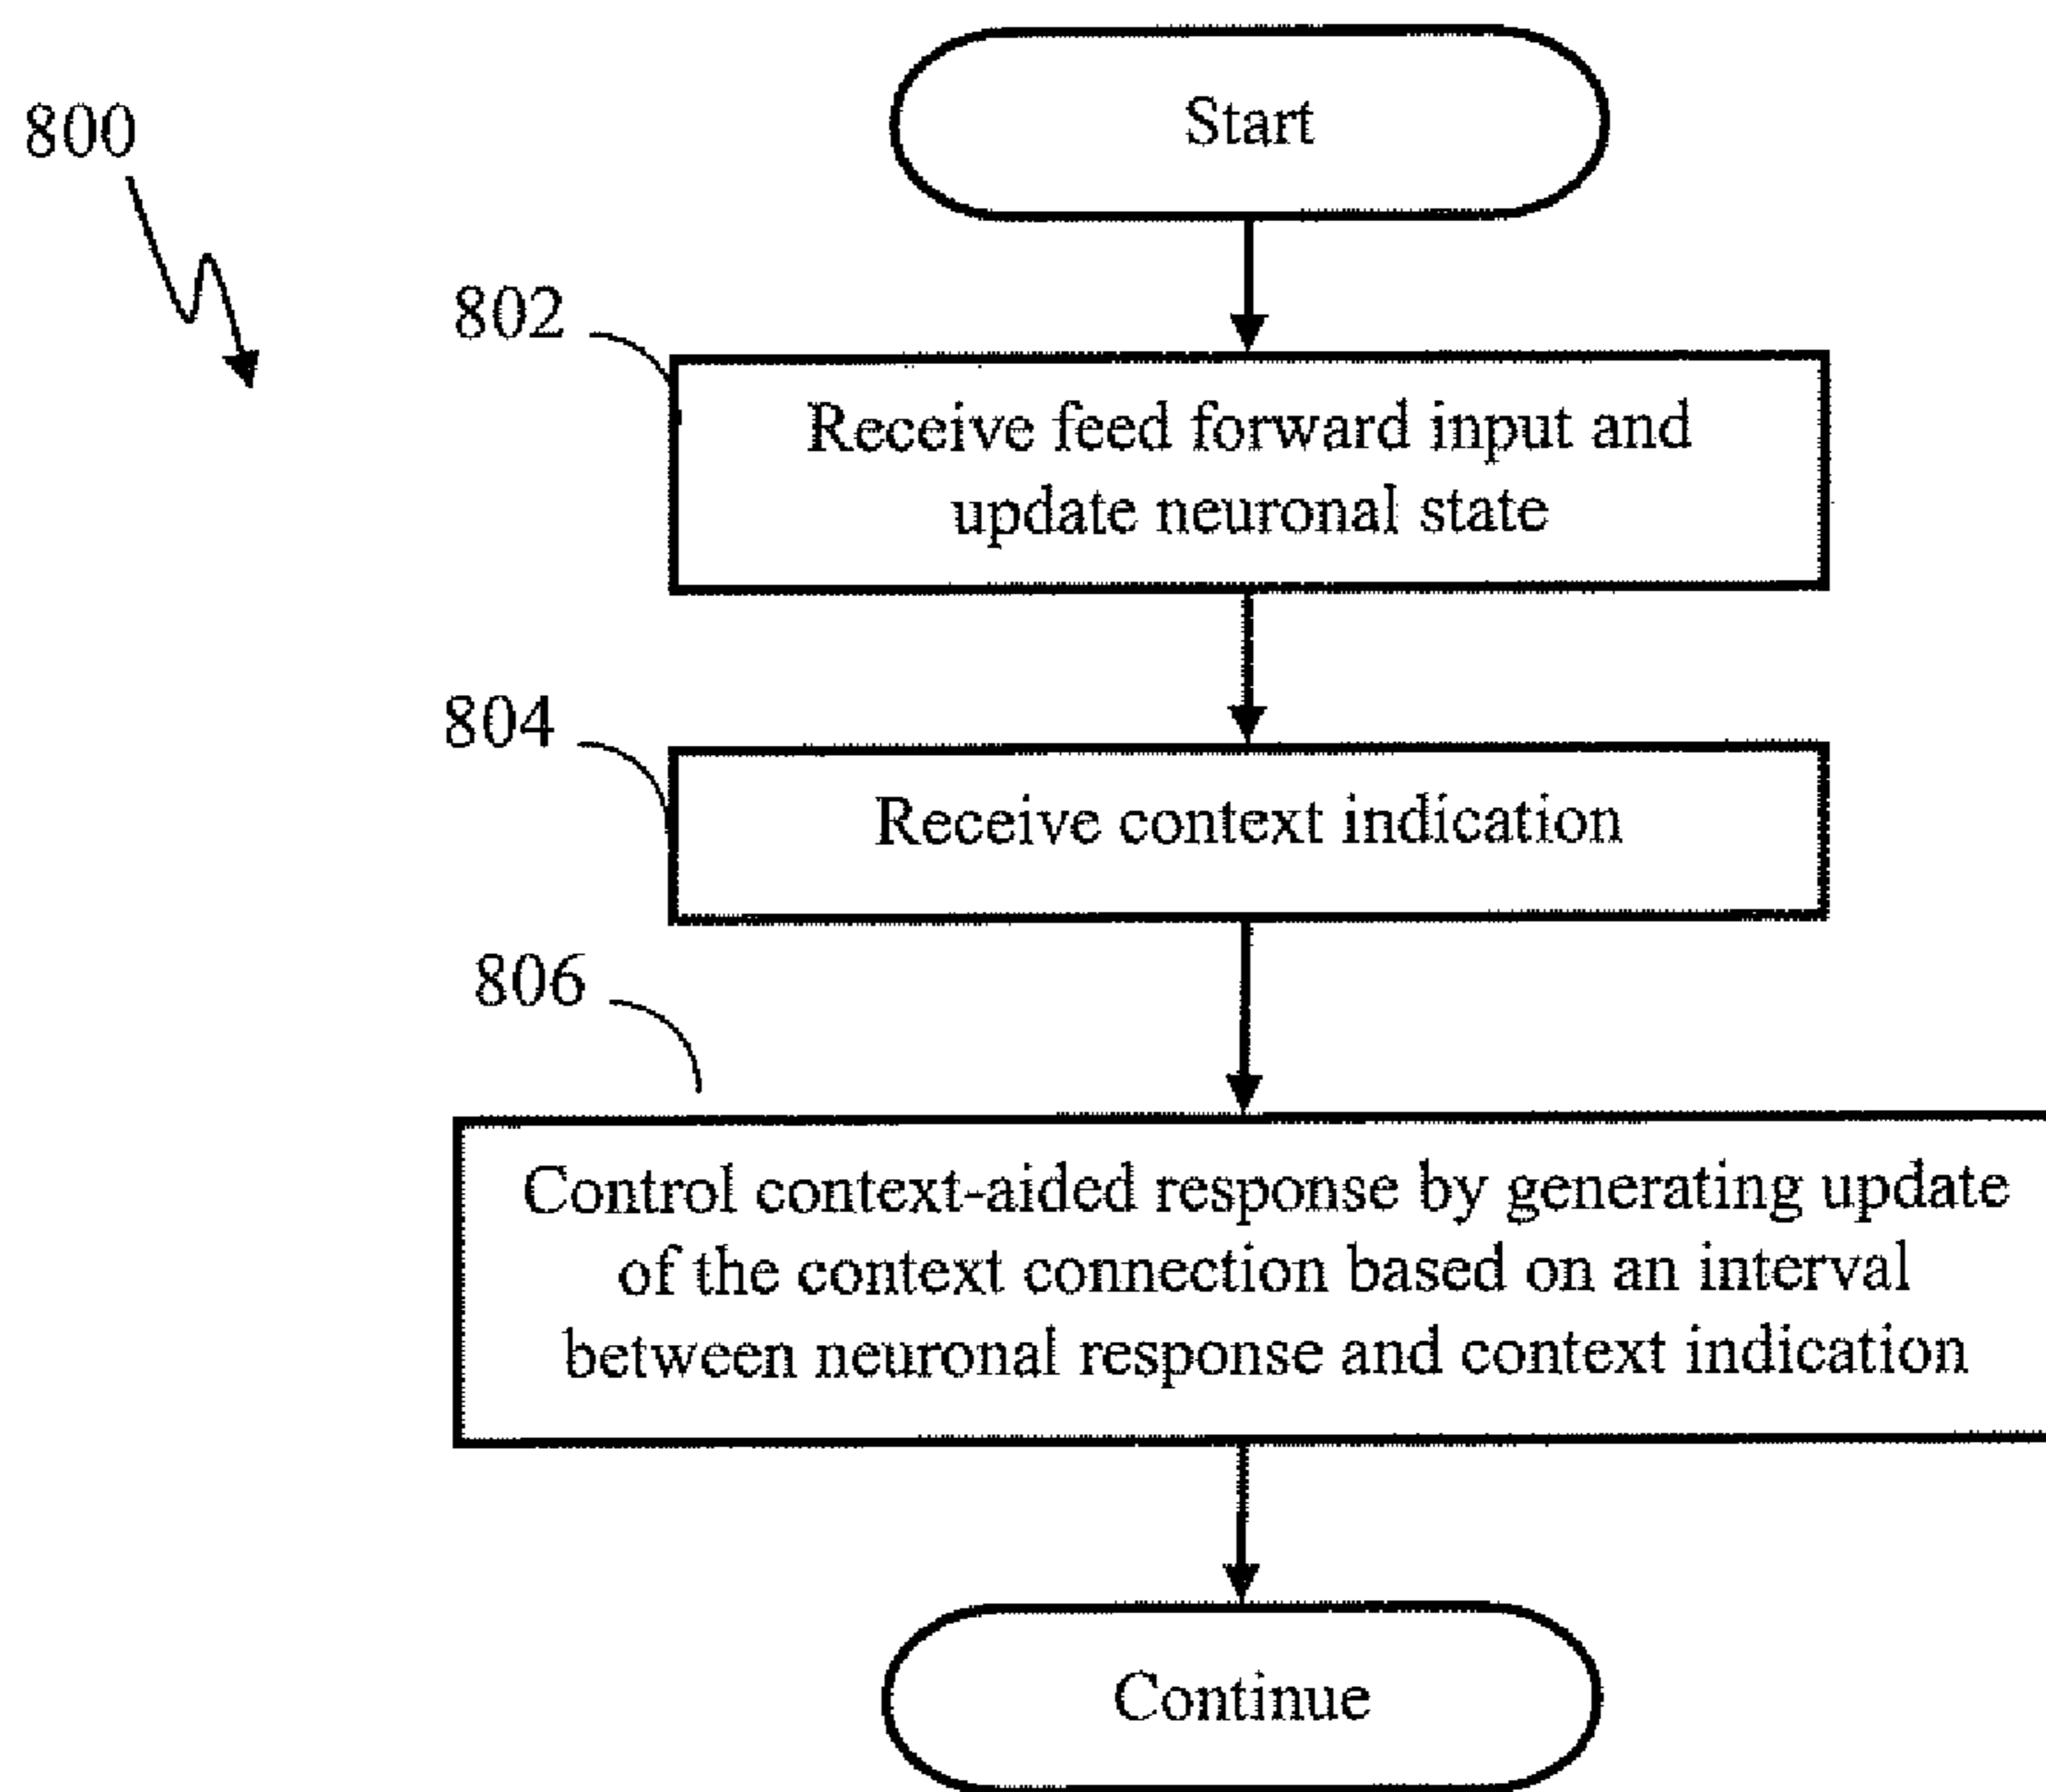 800
Start
802
Receive feed forward input and
update neuronal state
804
Receive context indication
806
Control context-aided response by generating update
of the context connection based on an interval
between neuronal response and context indication
Continue